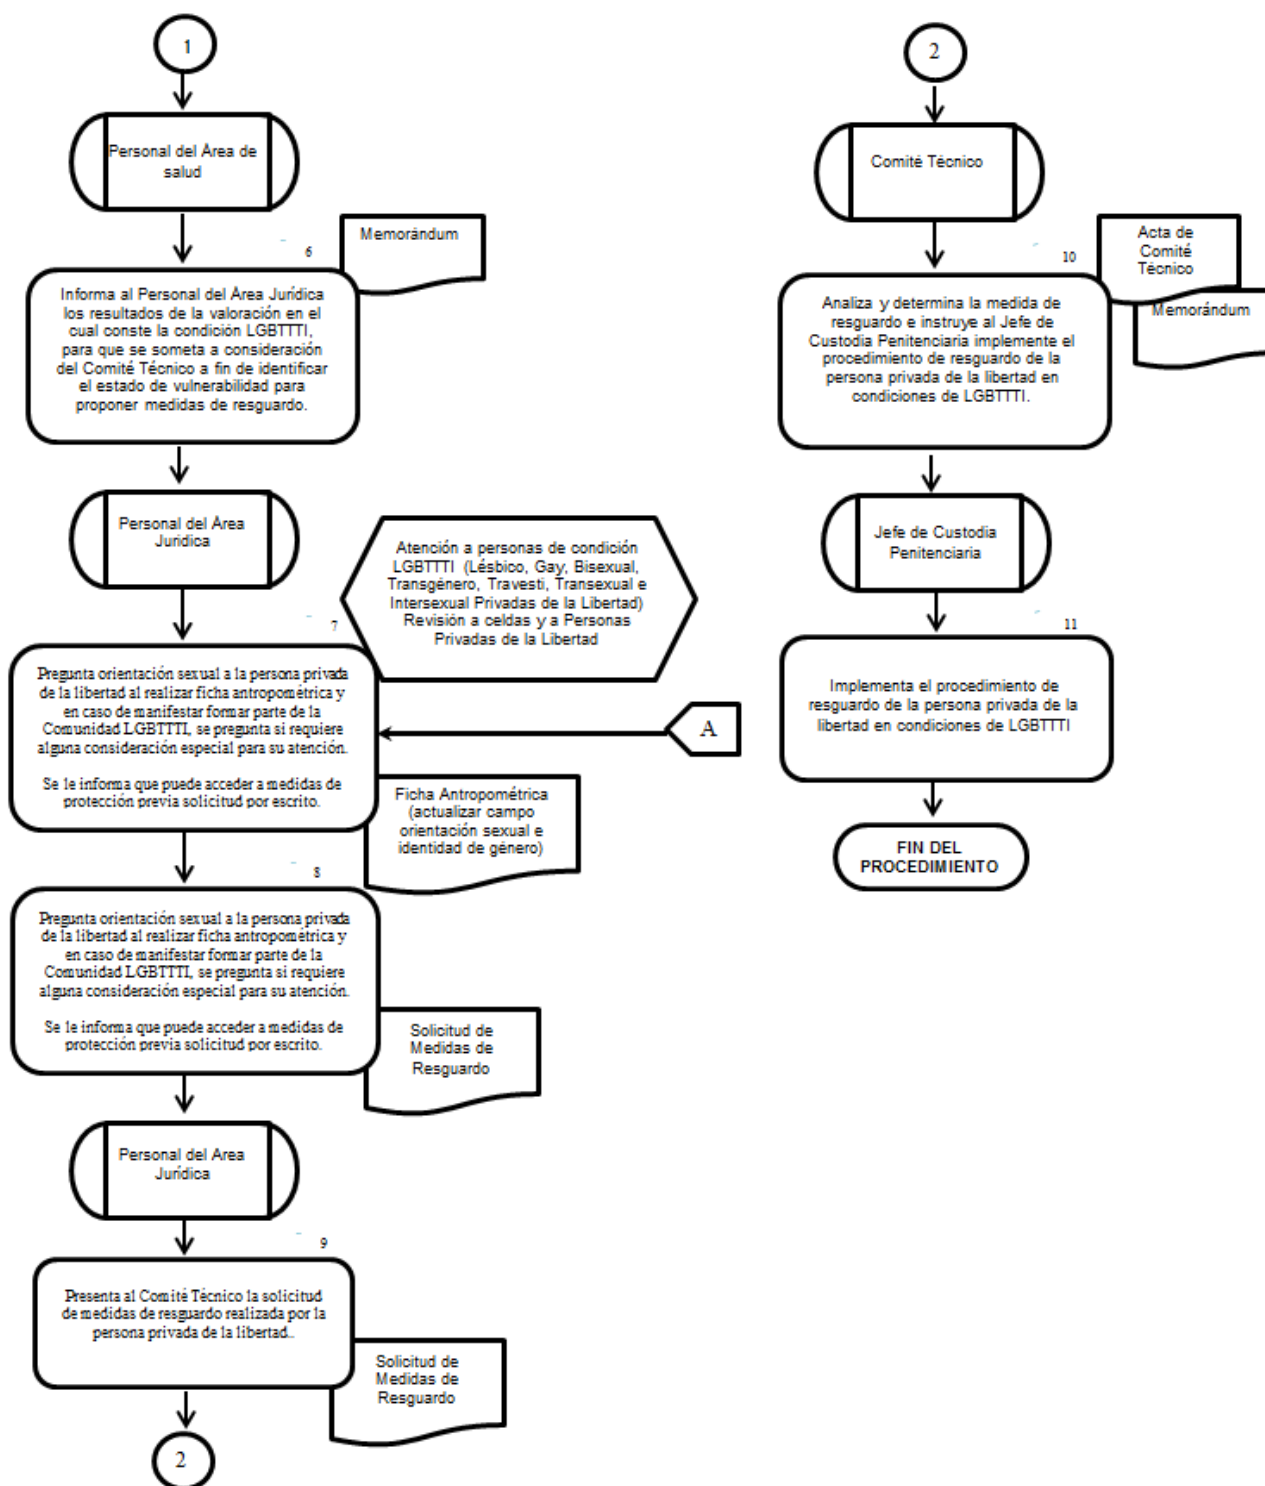 1
Personal del Área de
salud
6
Memorándum
Informa al Personal del Área Jurídica
los resultados de la valoración en el
cual conste la condición LGBTTTI,
para que se someta a consideración
del Comité Técnico a fin de identificar
el estado de vulnerabilidad para
proponer medidas de resguardo.
Personal del Área
Juridica
Atención a personas de condición
LGBTTTI (Lésbico, Gay, Bisexual,
Transgénero, Travesti, Transexual e
Intersexual Privadas de la Libertad)
Revisión a celdas y a Personas
Privadas de la Libertad
7
Pregunta orientación sexual a la persona privada
de la libertad al realizar ficha antropométrica y
en caso de manifestar formar parte de la
Comunidad LGBTTTI, se pregunta si requiere
alguna consideración especial para su atención.
Se le informa que puede acceder a medidas de
protección previa solicitud por escrito.
A
Ficha Antropométrica
(actualizar campo
orientación sexual e
identidad de género)
8
Pregunta orientación sexual a la persona privada
de la libertad al realizar ficha antropométrica y
en caso de manifestar formar parte de la
Comunidad LGBTTTI, se pregunta si requiere
alguna consideración especial para su atención.
Se le informa que puede acceder a medidas de
protección previa solicitud por escrito.
Solicitud de
Medidas de
Resguardo
Personal del Area
Jurídica
9
Presenta al Comité Técnico la solicitud
de medidas de resguardo realizada por la
persona privada de la libertad..
Solicitud de
Medidas de
Resguardo
2
2
Comité Técnico
10
Acta de
Comité
Técnico
Memorándum
Analiza y determina la medida de
resguardo e instruye al Jefe de
Custodia Penitenciaria implemente el
procedimiento de resguardo de la
persona privada de la libertad en
condiciones de LGBTTTI.
Jefe de Custodia
Penitenciaria
11
Implementa el procedimiento de
resguardo de la persona privada de la
libertad en condiciones de LGBTTTI
FIN DEL
PROCEDIMIENTO